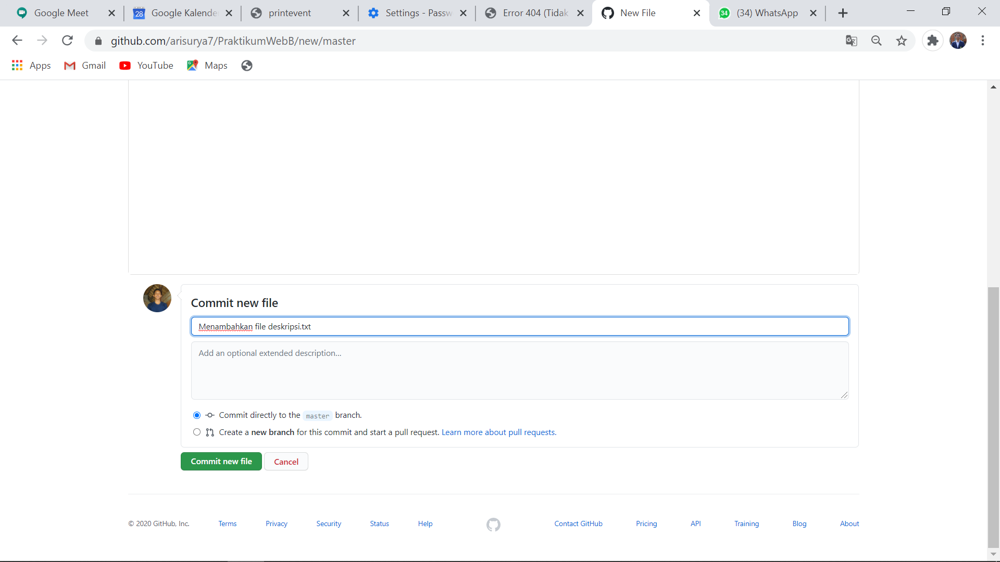 Google Meet
28
Google Kalende
printevent
Settings - Passw
Error 404 (Tidak
New File
34
(34) WhatsApp
github.com/arisurya7/PraktikumWebB/new/master
Apps
Gmail
YouTube
Maps
Commit new file
Menambahkan file deskripsi.txt
Add an optional extended description...
Commit directly to the master branch.
Create a new branch for this commit and start a pull request. Learn more about pull requests.
Commit new file
Cancel
© 2020 GitHub, Inc.
Terms
Privacy
Security
Status
Help
Contact GitHub
Pricing
API
Training
Blog
About